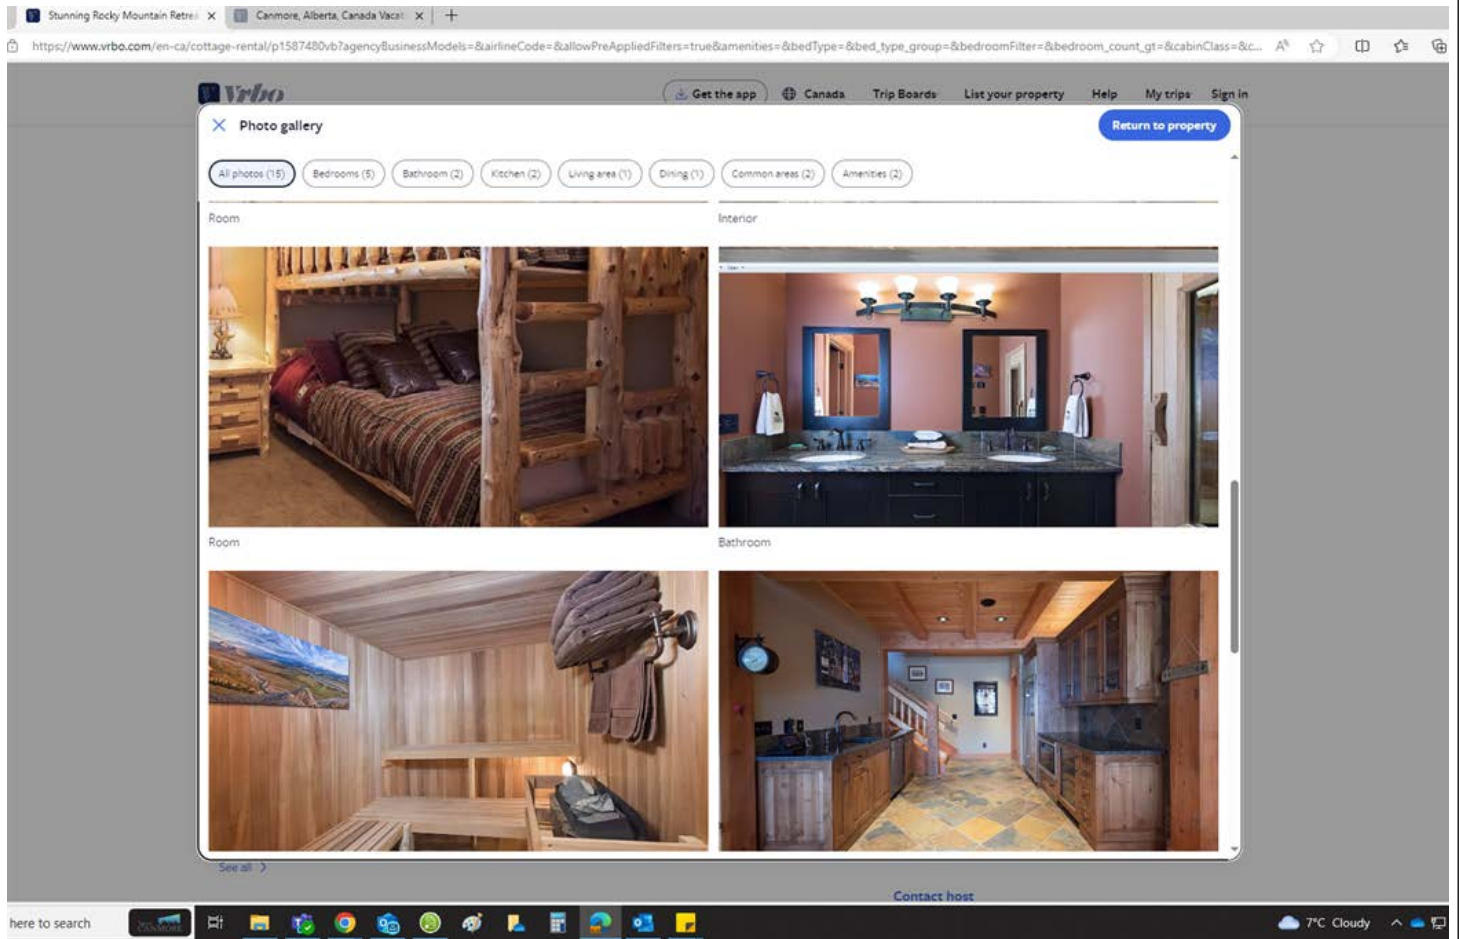 Stunning Rocky Mountain Retrea
Canmore, Alberta, Canada Vacat
https://www.vrbo.com/en-ca/cottage-rental/p1587480vb?agencyBusinessModels=&airlineCode=&allowPreAppliedFilters=true&amenities=&bedType=&bed_type_group=&bedroomFilter=&bedroom_count_gt=&cabinClass=&c...
Vrbo
Get the app
Canada
Trip Boards
List your property
Help
My trips
Sign in
Photo gallery
Return to property
All photos (15)
Bedrooms (5)
Bathroom (2)
Kitchen (2)
Living area (1)
Dining (1)
Common areas (2)
Amenities (2)
Room
Interior
Room
Bathroom
See all
Contact host
here to search
CANMORE
7°C Cloudy